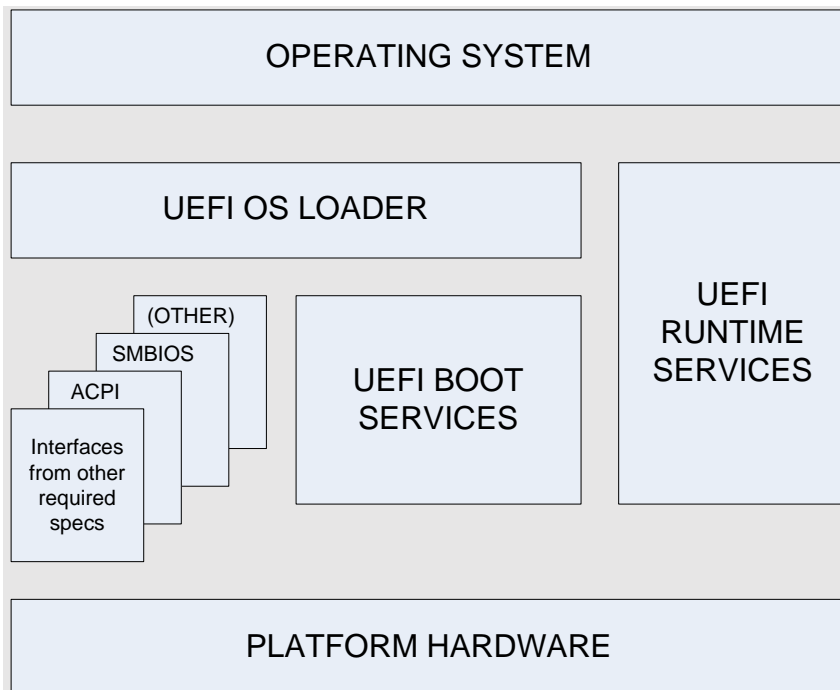 OPERATING SYSTEM
UEFI OS LOADER
UEFI
RUNTIME
SERVICES
(OTHER)
SMBIOS
ACPI
Interfaces
from other
required
specs
UEFI BOOT
SERVICES
PLATFORM HARDWARE